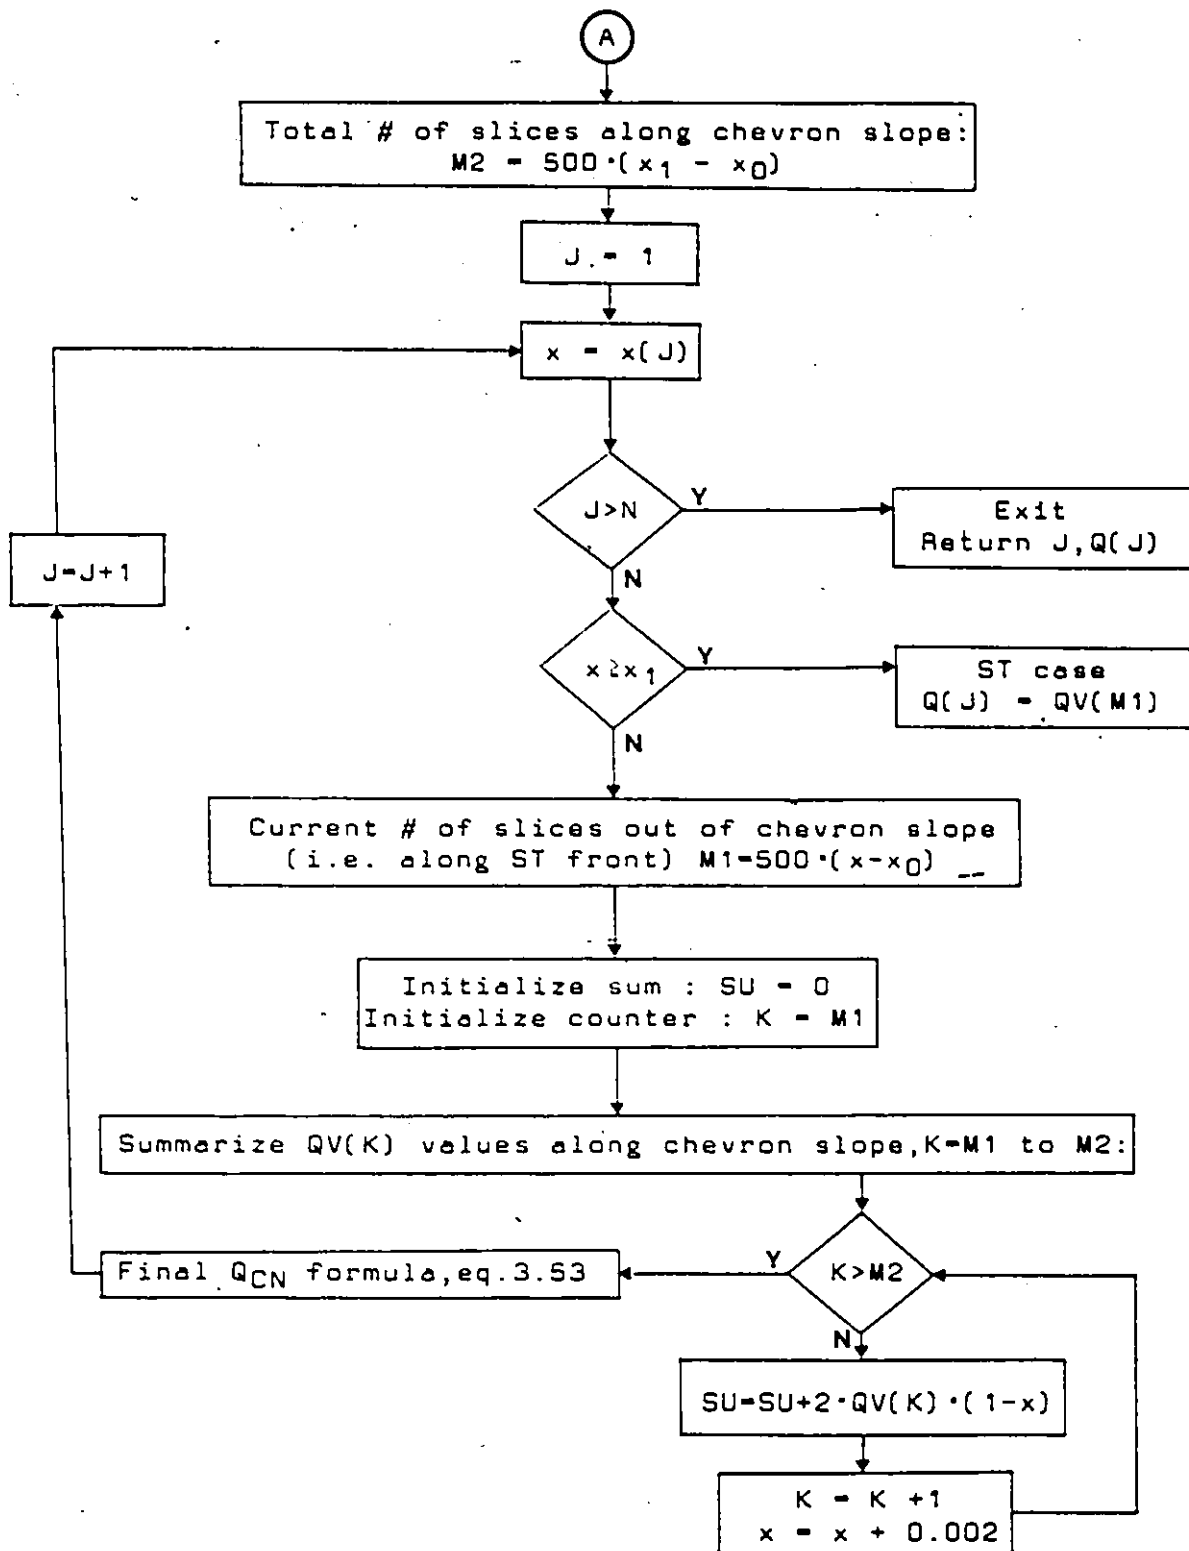 A
Total # of slices along chevron slope:
M2 = 500·(x1 - x0)
J = 1
x = x(J)
J>N
Y
Exit
Return J,Q(J)
J=J+1
N
x≥x1
Y
ST case
Q(J) = QV(M1)
N
Current # of slices out of chevron slope
(i.e. along ST front) M1=500·(x-x0)
Initialize sum : SU = 0
Initialize counter : K = M1
Summarize QV(K) values along chevron slope,K=M1 to M2:
Final QCN formula,eq.3.53
Y
K>M2
N
SU=SU+2·QV(K)·(1-x)
K = K +1
x = x + 0.002